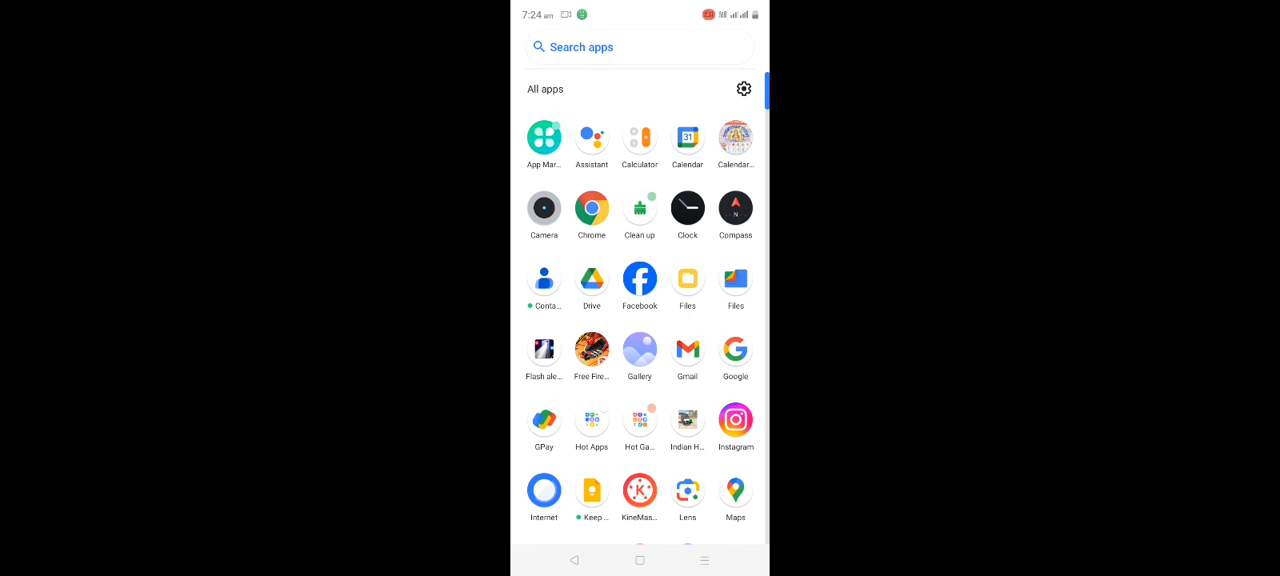 7:24 am
Search apps
All apps
App Mar... Assistant Calculator Calendar Calendar...
Camera Chrome Clean up Clock Compass
Conta... Drive Facebook Files Files
Flash ale... Free Fire... Gallery Gmail Google
GPay Hot Apps Hot Ga... Indian H... Instagram
Internet Keep ... KineMas... Lens Maps